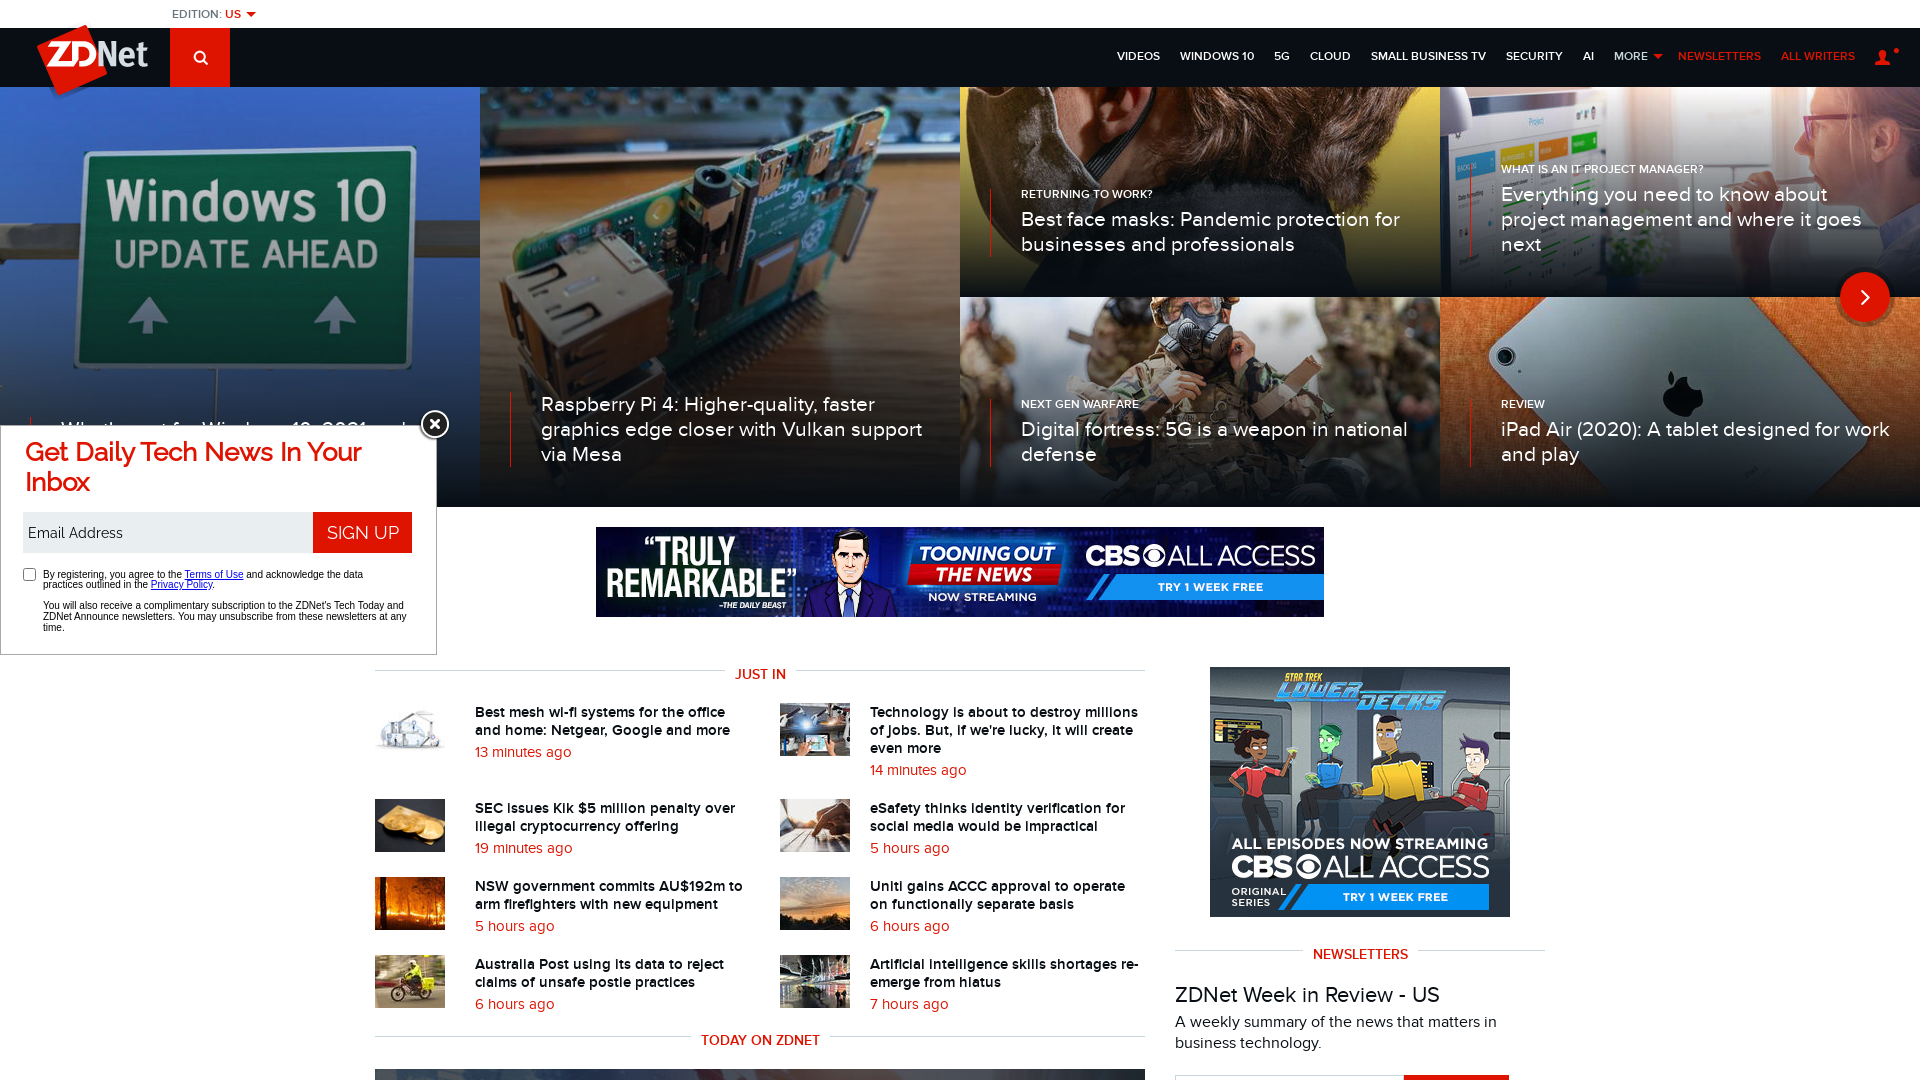 EDITION: US
ZDNet
VIDEOS WINDOWS 10 5G CLOUD SMALL BUSINESS TV SECURITY AI MORE NEWSLETTERS ALL WRITERS
Windows 10
UPDATE AHEAD
Raspberry Pi 4: Higher-quality, faster
graphics edge closer with Vulkan support
via Mesa
RETURNING TO WORK?
Best face masks: Pandemic protection for
businesses and professionals
Project
WHAT IS AN IT PROJECT MANAGER?
Everything you need to know about
project management and where it goes
next
NEXT GEN WARFARE
Digital fortress: 5G is a weapon in national
defense
REVIEW
iPad Air (2020): A tablet designed for work
and play
Get Daily Tech News In Your
Inbox
Email Address
SIGN UP
By registering, you agree to the Terms of Use and acknowledge the data
practices outlined in the Privacy Policy.
You will also receive a complimentary subscription to the ZDNet's Tech Today and
ZDNet Announce newsletters. You may unsubscribe from these newsletters at any
time.
“TRULY
REMARKABLE”
–THE DAILY BEAST
TOONING OUT
THE NEWS
NOW STREAMING
CBS ALL ACCESS
TRY 1 WEEK FREE
JUST IN
Best mesh wi-fi systems for the office
and home: Netgear, Google and more
13 minutes ago
Technology is about to destroy millions
of jobs. But, if we're lucky, it will create
even more
14 minutes ago
SEC issues Kik $5 million penalty over
illegal cryptocurrency offering
19 minutes ago
eSafety thinks identity verification for
social media would be impractical
5 hours ago
NSW government commits AU$192m to
arm firefighters with new equipment
5 hours ago
Uniti gains ACCC approval to operate
on functionally separate basis
6 hours ago
Australia Post using its data to reject
claims of unsafe postie practices
6 hours ago
Artificial intelligence skills shortages re-
emerge from hiatus
7 hours ago
TODAY ON ZDNET
STAR TREK
LOWER DECKS
ALL EPISODES NOW STREAMING
CBS ALL ACCESS
ORIGINAL
SERIES
TRY 1 WEEK FREE
NEWSLETTERS
ZDNet Week in Review - US
A weekly summary of the news that matters in
business technology.